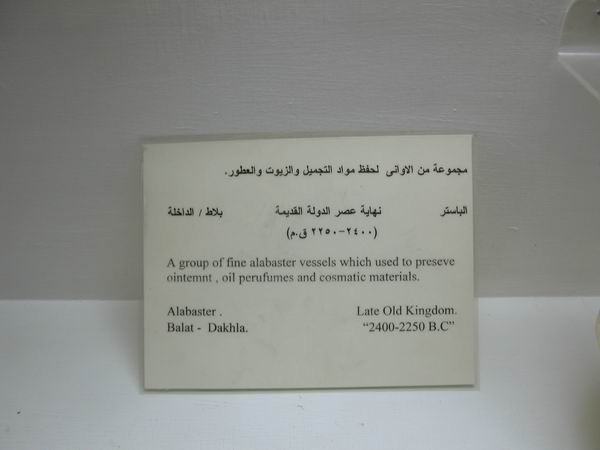 مجموعة من الاوانى لحفظ مواد التجميل والزيوت والعطور.
الباستر نهاية عصر الدولة القديمة بلاط / الداخلة
(٢٤٠٠-٢٢٥٠ ق.م)
A group of fine alabaster vessels which used to preseve
ointemnt , oil perufumes and cosmatic materials.
Alabaster . Late Old Kingdom.
Balat - Dakhla. “2400-2250 B.C”